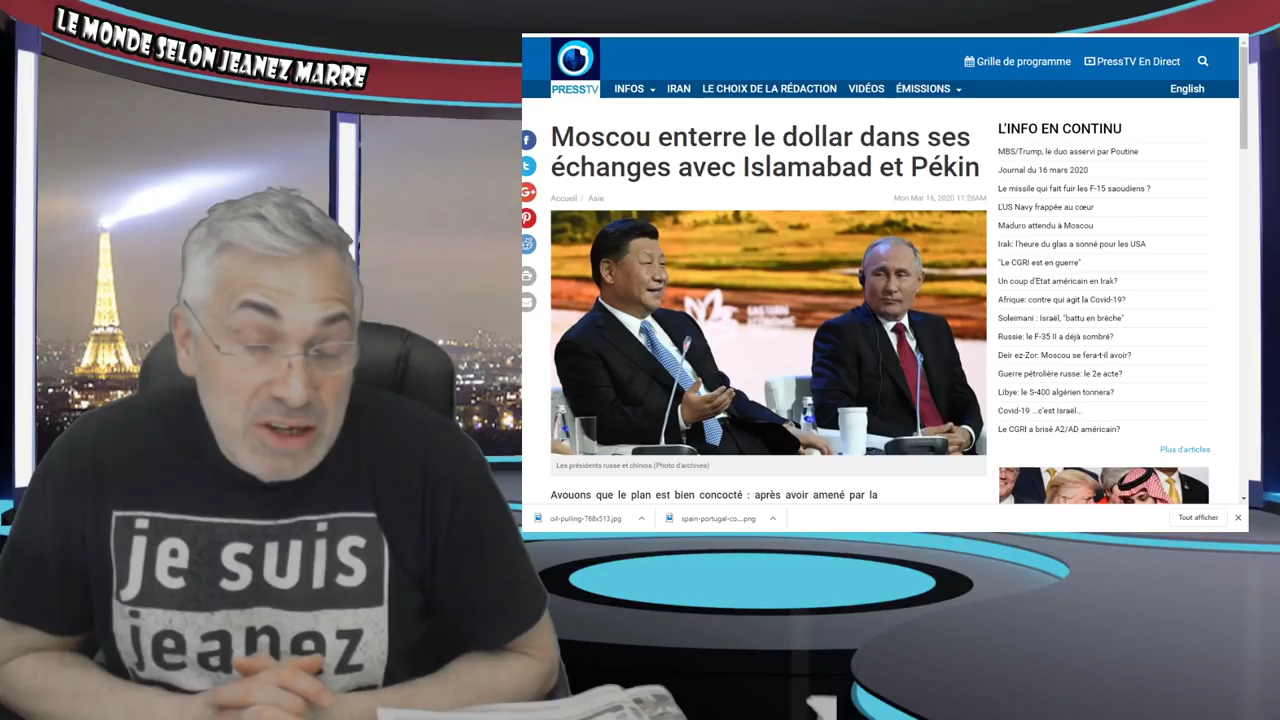 LE MONDE SELON JEANEZ MARRE
je suis
jeanez
PRESSTV
Grille de programme
PressTV En Direct
INFOS
IRAN
LE CHOIX DE LA RÉDACTION
VIDÉOS
ÉMISSIONS
English
Moscou enterre le dollar dans ses
échanges avec Islamabad et Pékin
Accueil / Asie
Mon Mar 16, 2020 11:26AM
EASTERN
Les présidents russe et chinois.(Photo d'archives)
Avouons que le plan est bien concocté : après avoir amené par la
L'INFO EN CONTINU
MBS/Trump, le duo asservi par Poutine
Journal du 16 mars 2020
Le missile qui fait fuir les F-15 saoudiens ?
L'US Navy frappée au cœur
Maduro attendu à Moscou
Irak: l'heure du glas a sonné pour les USA
"Le CGRI est en guerre"
Un coup d'Etat américain en Irak?
Afrique: contre qui agit la Covid-19?
Soleimani : Israël, "battu en brèche"
Russie: le F-35 II a déjà sombré?
Deir ez-Zor: Moscou se fera-t-il avoir?
Guerre pétrolière russe: le 2e acte?
Libye: le S-400 algérien tonnera?
Covid-19 ...c'est Israël...
Le CGRI a brisé A2/AD américain?
Plus d'articles
oil-pulling-768x513.jpg
spain-portugal-co....png
Tout afficher